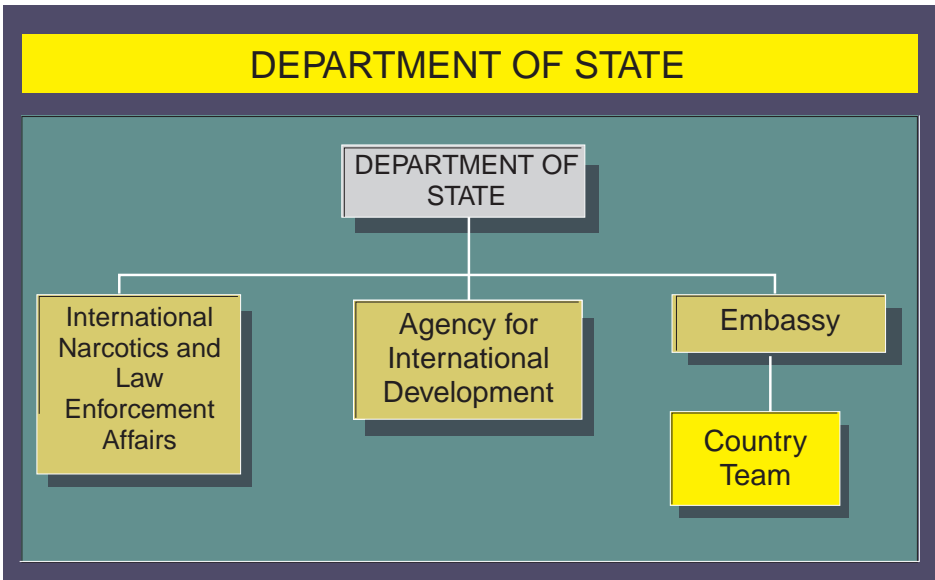 DEPARTMENT OF STATE
DEPARTMENT OF
STATE
International
Narcotics and
Law
Enforcement
Affairs
Agency for
International
Development
Embassy
Country
Team